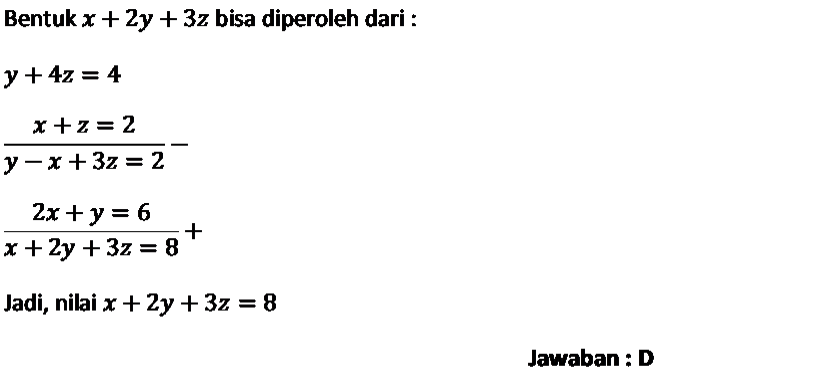 Bentuk x + 2y + 3z bisa diperoleh dari :
y + 4z = 4
x + z = 2
y − x + 3z = 2 −
2x + y = 6
x + 2y + 3z = 8 +
Jadi, nilai x + 2y + 3z = 8
Jawaban : D